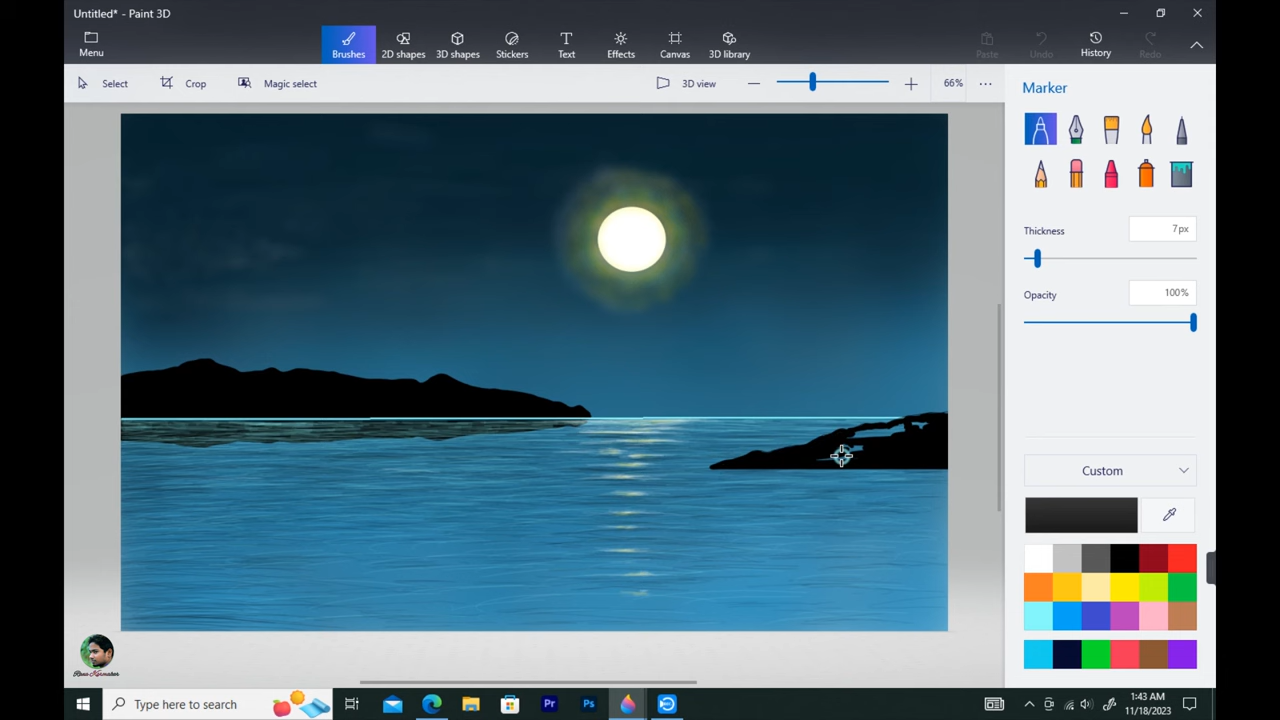 Untitled* - Paint 3D
Menu
Brushes
2D shapes
3D shapes
Stickers
Text
Effects
Canvas
3D library
Paste
Undo
History
Redo
Select
Crop
Magic select
3D view
66%
Marker
Thickness
7px
Opacity
100%
Custom
Type here to search
Pr
Ps
1:43 AM
11/18/2023